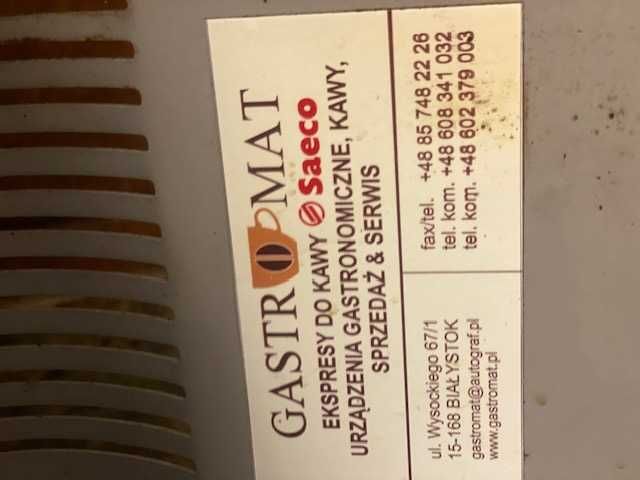 GASTROMAT
EKSPRESY DO KAWY Saeco
URZĄDZENIA GASTRONOMICZNE, KAWY,
SPRZEDAŻ & SERWIS
ul. Wysockiego 67/1
15-168 BIAŁYSTOK
gastromat@autograf.pl
www.gastromat.pl
fax/tel. +48 85 748 22 26
tel. kom. +48 608 341 032
tel. kom. +48 602 379 003